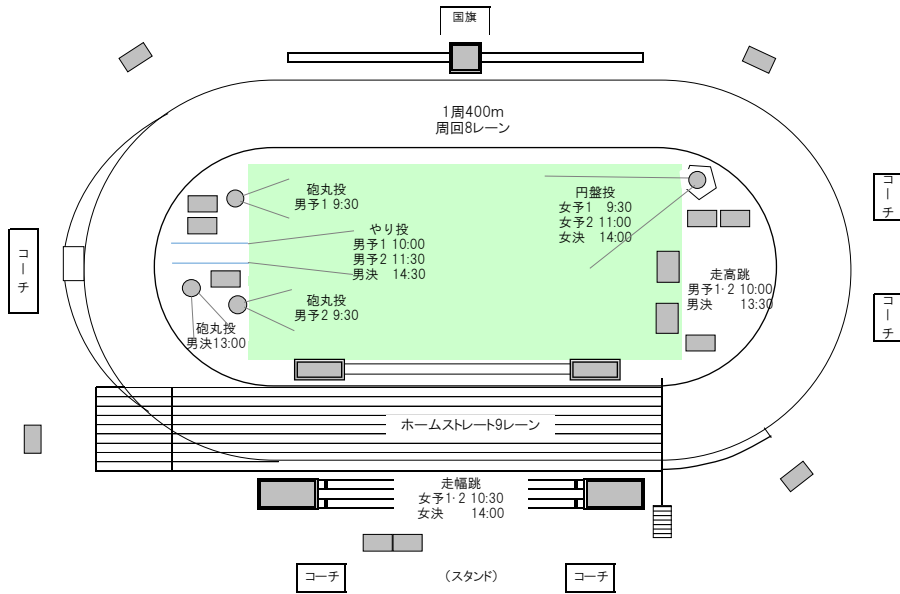 国旗
1周400m
周回8レーン
砲丸投
男予1 9:30
円盤投
女予1 9:30
女予2 11:00
女決 14:00
やり投
男予1 10:00
男予2 11:30
男決 14:30
走高跳
男予1·2 10:00
男決 13:30
砲丸投
男予2 9:30
砲丸投
男決13:00
コーチ
コーチ
コーチ
ホームストレート9レーン
走幅跳
女予1·2 10:30
女決 14:00
コーチ
（スタンド）
コーチ